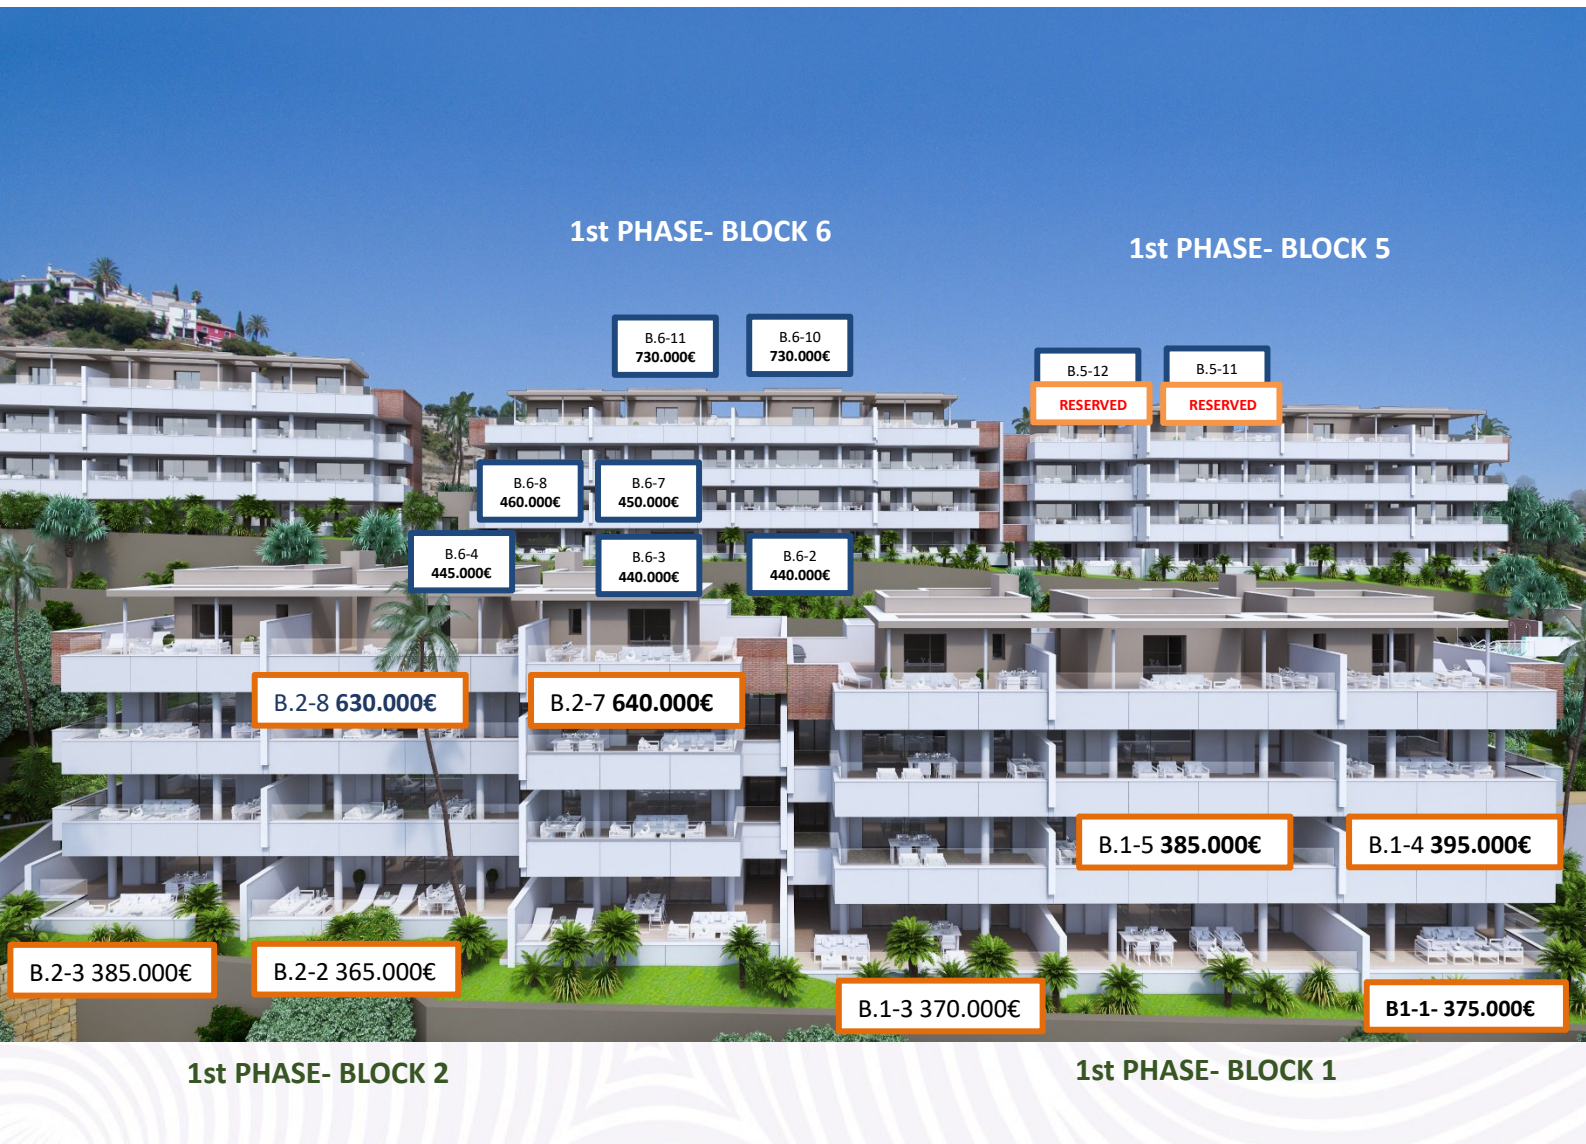 1st PHASE- BLOCK 6
1st PHASE- BLOCK 5
B.6-11
730.000€
B.6-10
730.000€
B.5-12
RESERVED
B.5-11
RESERVED
B.6-8
460.000€
B.6-7
450.000€
B.6-4
445.000€
B.6-3
440.000€
B.6-2
440.000€
B.2-8 630.000€
B.2-7 640.000€
B.1-5 385.000€
B.1-4 395.000€
B.2-3 385.000€
B.2-2 365.000€
B.1-3 370.000€
B1-1- 375.000€
1st PHASE- BLOCK 2
1st PHASE- BLOCK 1